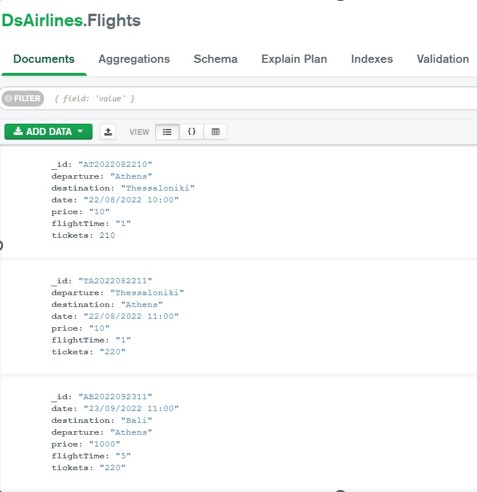 DsAirlines.Flights
Documents Aggregations Schema Explain Plan Indexes Validation
FILTER { field: 'value' }
ADD DATA VIEW {}
_id: "AT2022082210"
departure: "Athens"
destination: "Thessaloniki"
date: "22/08/2022 10:00"
price: "10"
flightTime: "1"
tickets: 210
_id: "TA2022082211"
departure: "Thessaloniki"
destination: "Athens"
date: "22/08/2022 11:00"
price: "10"
flightTime: "1"
tickets: "220"
_id: "AB2022092311"
date: "23/09/2022 11:00"
destination: "Bali"
departure: "Athens"
price: "1000"
flightTime: "5"
tickets: "220"